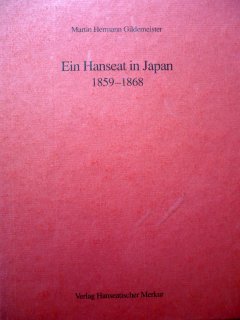 Martin Hermann Gildemeister
Ein Hanseat in Japan
1859–1868
Verlag Hanseatischer Merkur